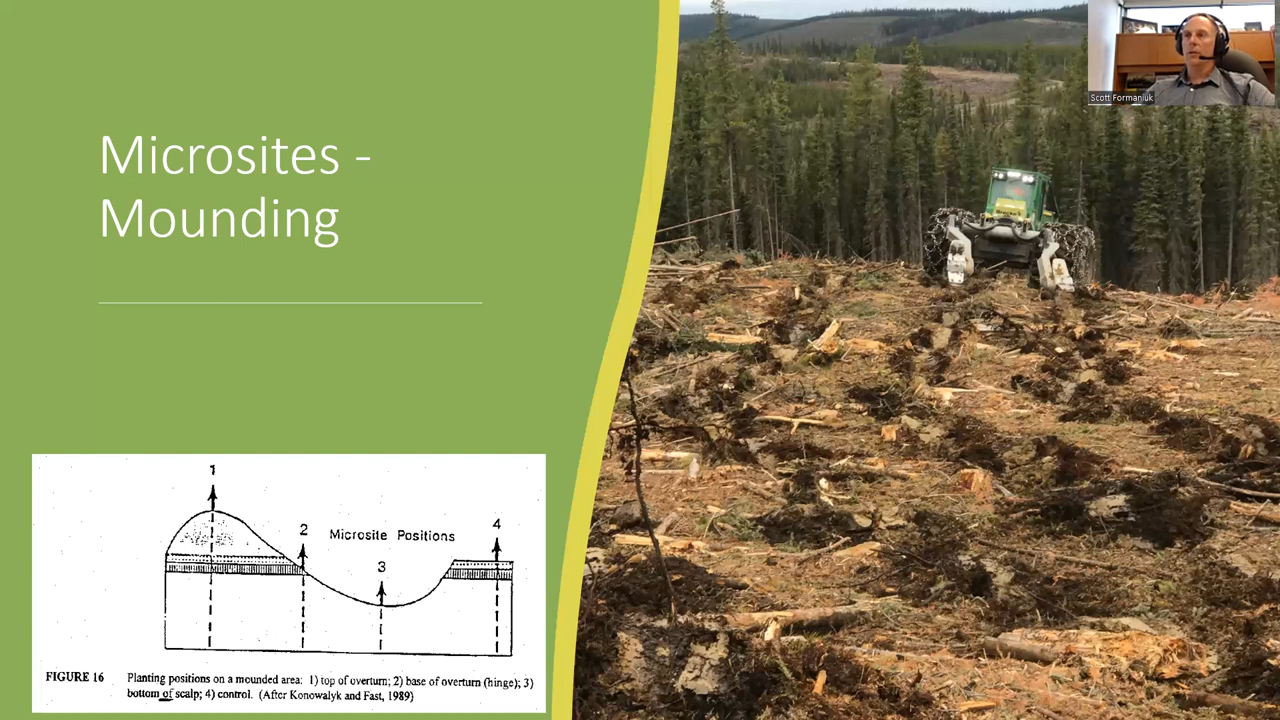 Microsites -
Mounding
Scott Formaniuk
1
2
Microsite Positions
3
4
FIGURE 16
Planting positions on a mounded area: 1) top of overturn; 2) base of overturn (hinge); 3)
bottom of scalp; 4) control. (After Konowalyk and Fast, 1989)